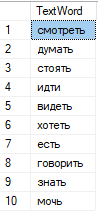 TextWord
1 смотреть
2 думать
3 стоять
4 идти
5 видеть
6 хотеть
7 есть
8 говорить
9 знать
10 мочь